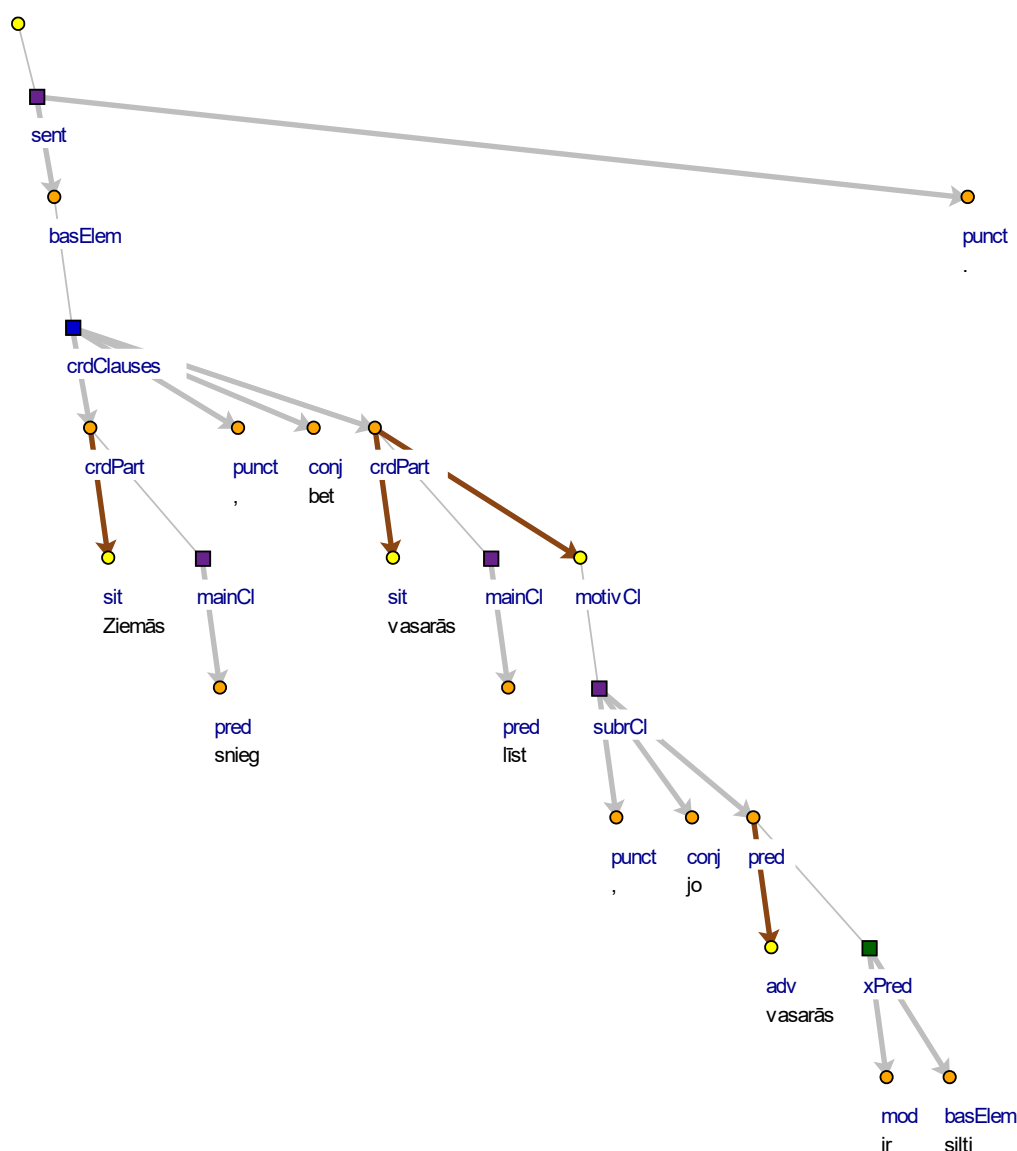 sent
basElem punct
.
crdClauses
crdPart punct conj crdPart
, bet
sit mainCl sit mainCl motivCl
Ziemās vasarās
pred pred subrCl
snieg līst
punct conj pred
, jo
adv xPred
vasarās
mod basElem
ir silti